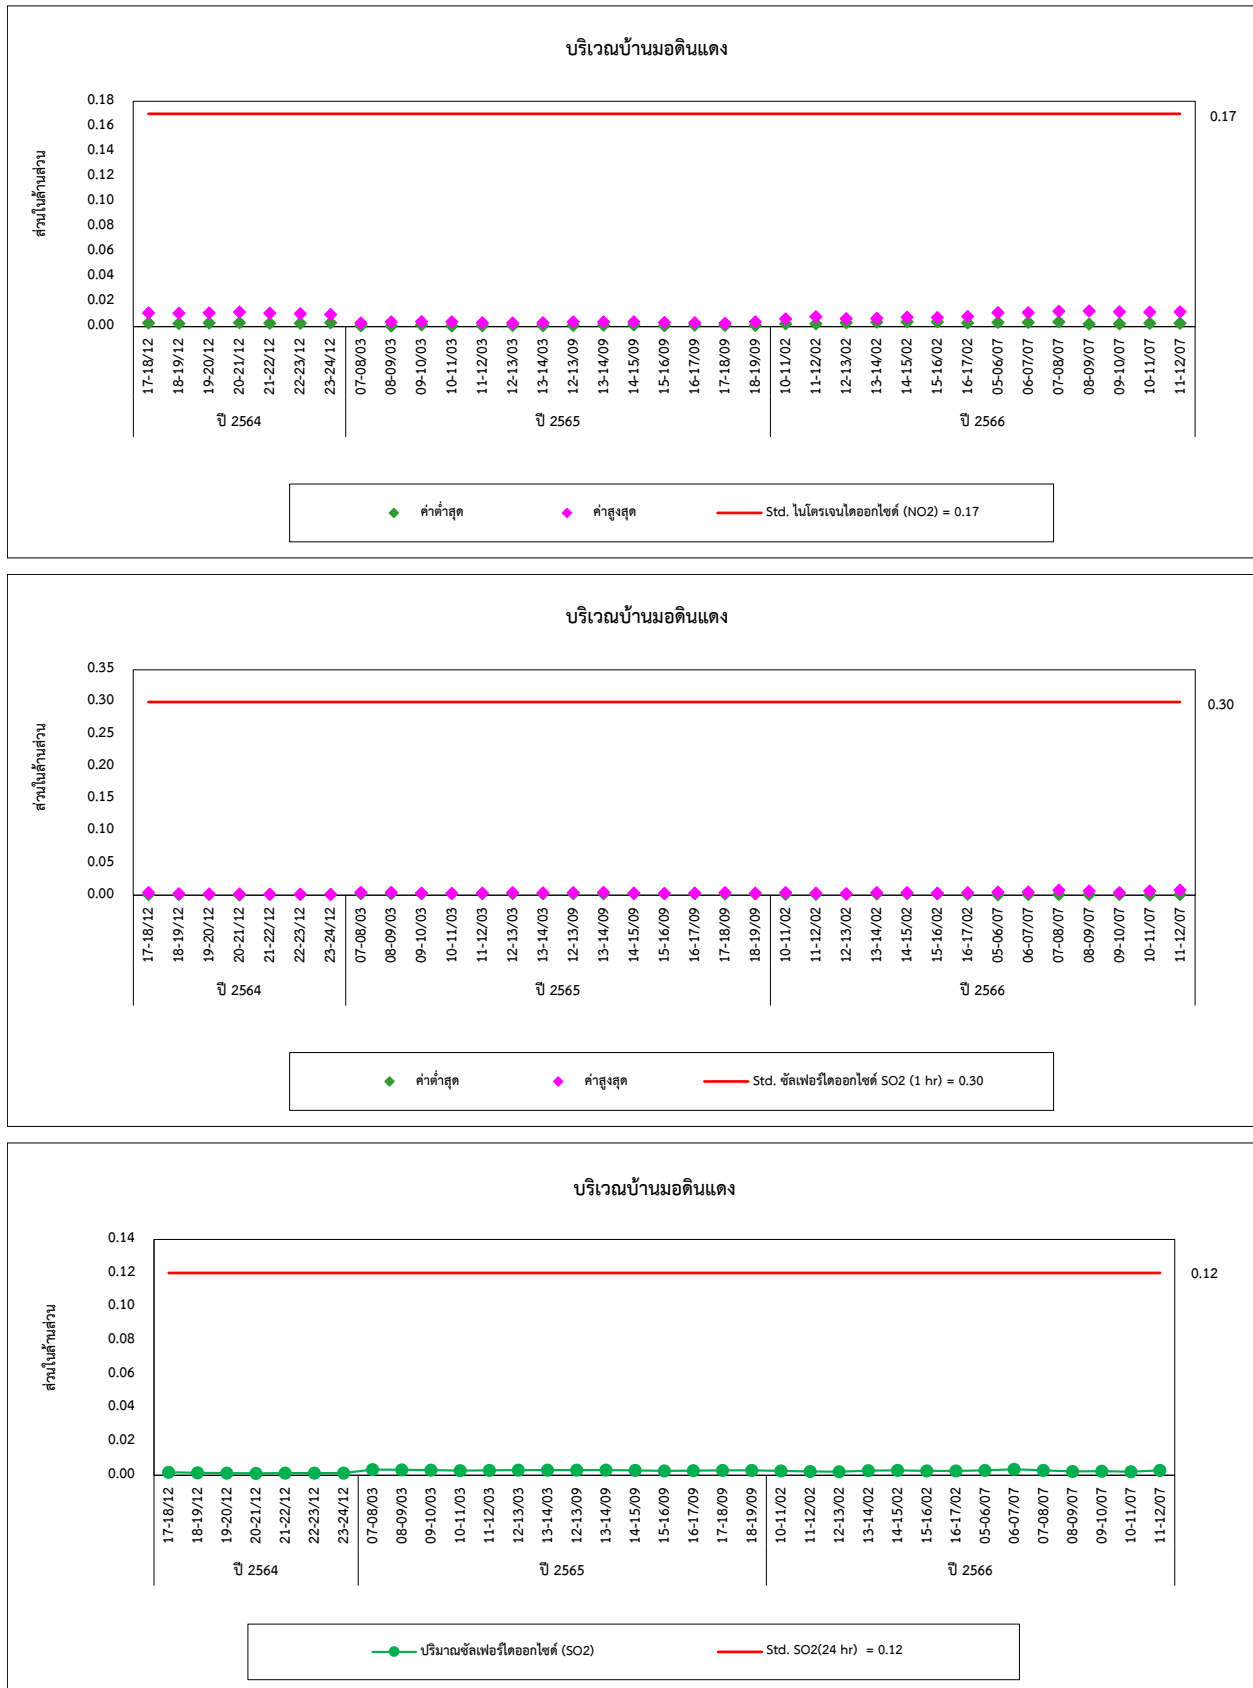 บริเวณบ้านมอดินแดง
ส่วนในล้านส่วน
0.18
0.16
0.14
0.12
0.10
0.08
0.06
0.04
0.02
0.00
0.17
17-18/12 18-19/12 19-20/12 20-21/12 21-22/12 22-23/12 23-24/12 07-08/03 08-09/03 09-10/03 10-11/03 11-12/03 12-13/03 13-14/03 12-13/09 13-14/09 14-15/09 15-16/09 16-17/09 17-18/09 18-19/09 10-11/02 11-12/02 12-13/02 13-14/02 14-15/02 15-16/02 16-17/02 05-06/07 06-07/07 07-08/07 08-09/07 09-10/07 10-11/07 11-12/07
ปี 2564 ปี 2565 ปี 2566
ค่าต่ำสุด ค่าสูงสุด Std. ไนโตรเจนไดออกไซด์ (NO2) = 0.17
บริเวณบ้านมอดินแดง
ส่วนในล้านส่วน
0.35
0.30
0.25
0.20
0.15
0.10
0.05
0.00
0.30
17-18/12 18-19/12 19-20/12 20-21/12 21-22/12 22-23/12 23-24/12 07-08/03 08-09/03 09-10/03 10-11/03 11-12/03 12-13/03 13-14/03 12-13/09 13-14/09 14-15/09 15-16/09 16-17/09 17-18/09 18-19/09 10-11/02 11-12/02 12-13/02 13-14/02 14-15/02 15-16/02 16-17/02 05-06/07 06-07/07 07-08/07 08-09/07 09-10/07 10-11/07 11-12/07
ปี 2564 ปี 2565 ปี 2566
ค่าต่ำสุด ค่าสูงสุด Std. ซัลเฟอร์ไดออกไซด์ SO2 (1 hr) = 0.30
บริเวณบ้านมอดินแดง
ส่วนในล้านส่วน
0.14
0.12
0.10
0.08
0.06
0.04
0.02
0.00
0.12
17-18/12 18-19/12 19-20/12 20-21/12 21-22/12 22-23/12 23-24/12 07-08/03 08-09/03 09-10/03 10-11/03 11-12/03 12-13/03 13-14/03 12-13/09 13-14/09 14-15/09 15-16/09 16-17/09 17-18/09 18-19/09 10-11/02 11-12/02 12-13/02 13-14/02 14-15/02 15-16/02 16-17/02 05-06/07 06-07/07 07-08/07 08-09/07 09-10/07 10-11/07 11-12/07
ปี 2564 ปี 2565 ปี 2566
ปริมาณซัลเฟอร์ไดออกไซด์ (SO2) Std. SO2(24 hr) = 0.12